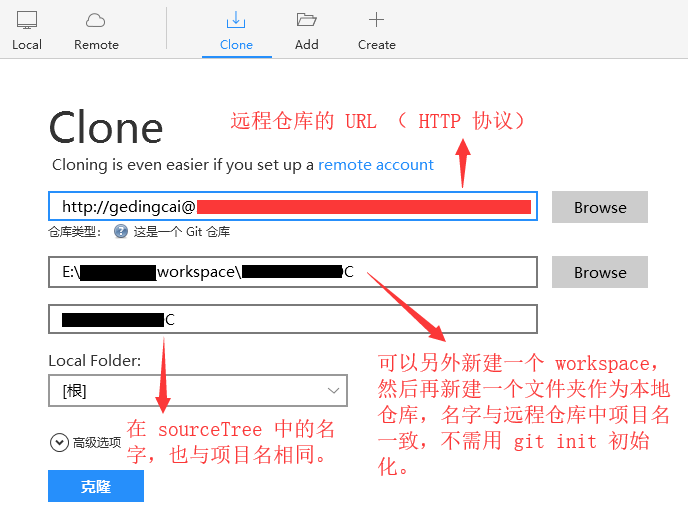 Local Remote Clone Add Create
Clone
远程仓库的 URL （ HTTP 协议）
Cloning is even easier if you set up a remote account
http://gedingcai@
Browse
仓库类型： ? 这是一个 Git 仓库
E:\ workspace\ C
Browse
C
Local Folder:
[根]
高级选项
克隆
在 sourceTree 中的名
字，也与项目名相同。
可以另外新建一个 workspace，
然后再新建一个文件夹作为本地
仓库，名字与远程仓库中项目名
一致，不需用 git init 初始
化。